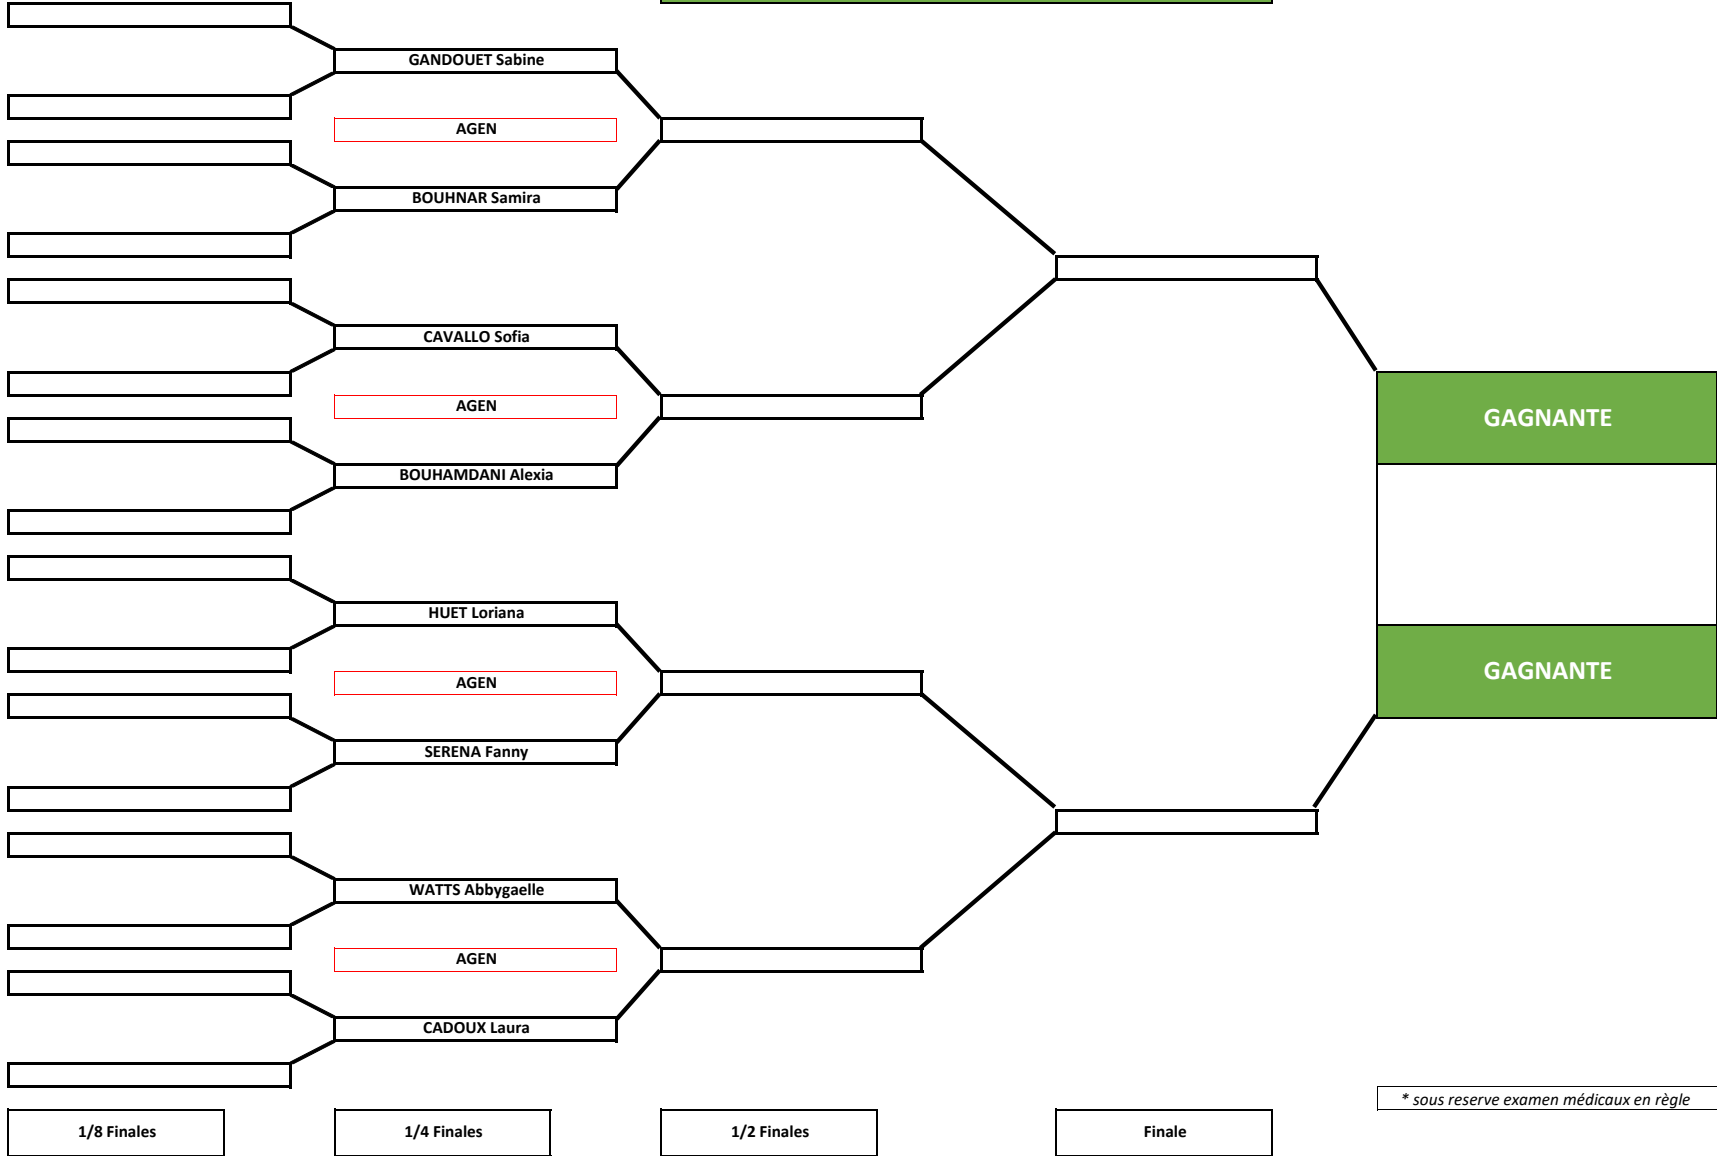 GANDOUET Sabine
AGEN
BOUHNAR Samira
CAVALLO Sofia
AGEN
BOUHAMDANI Alexia
HUET Loriana
AGEN
SERENA Fanny
WATTS Abbygaelle
AGEN
CADOUX Laura
GAGNANTE
GAGNANTE
* sous reserve examen médicaux en règle
1/8 Finales
1/4 Finales
1/2 Finales
Finale